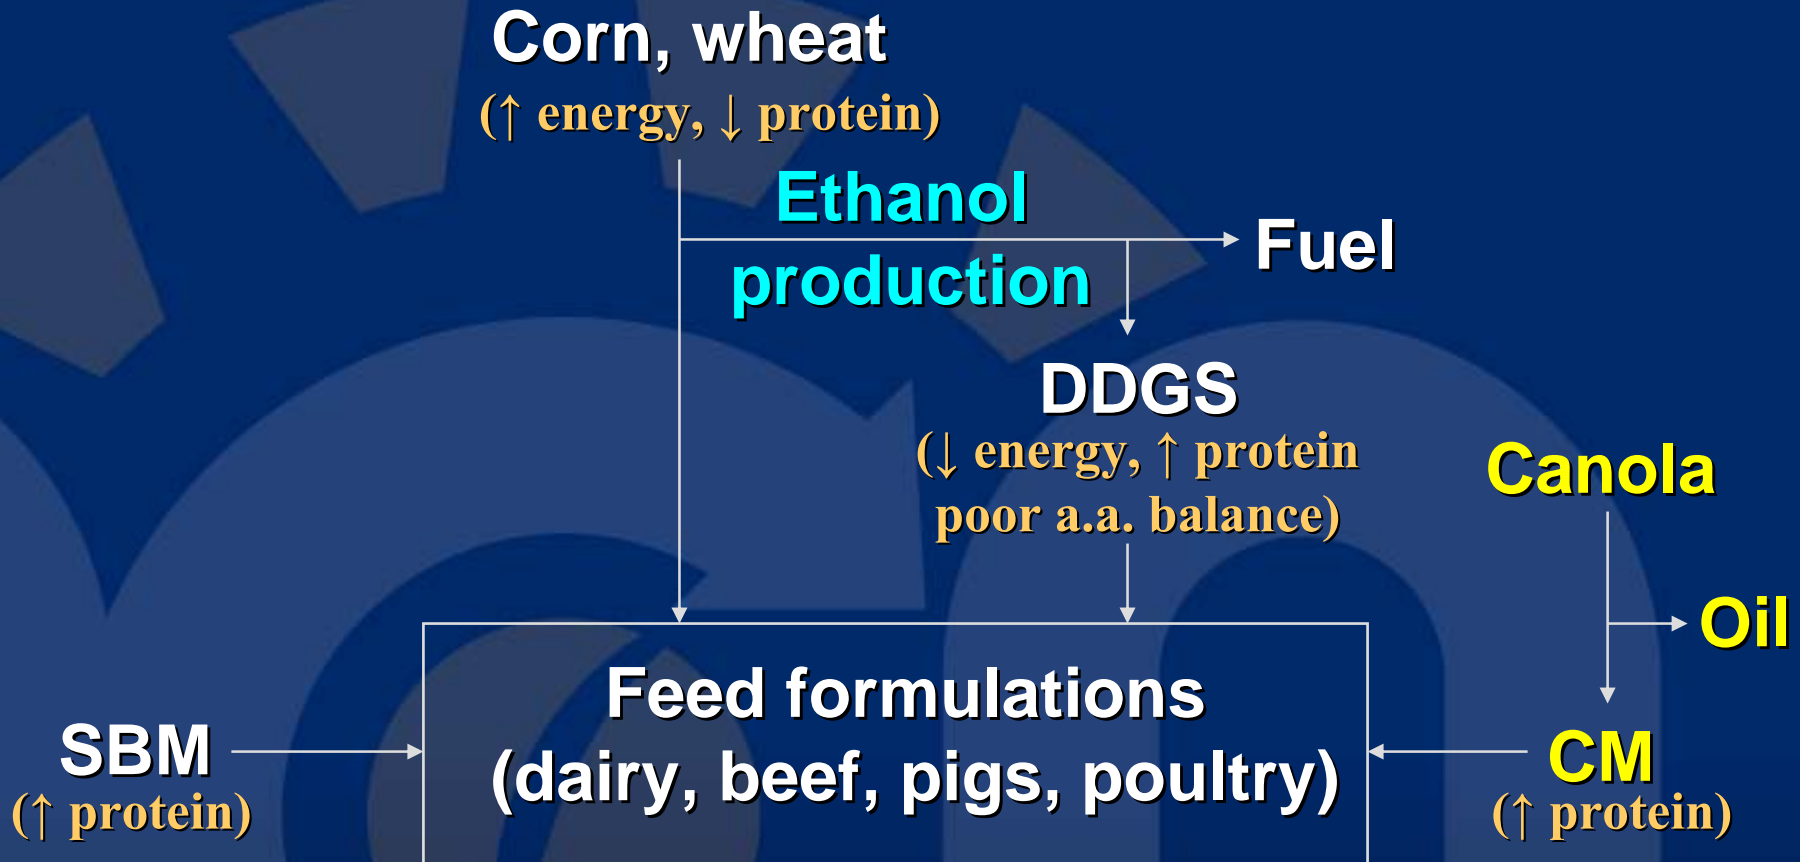 Corn, wheat
(↑ energy, ↓ protein)
Ethanol
production
Fuel
DDGS
(↓ energy, ↑ protein
poor a.a. balance)
Canola
Oil
Feed formulations
(dairy, beef, pigs, poultry)
SBM
(↑ protein)
CM
(↑ protein)